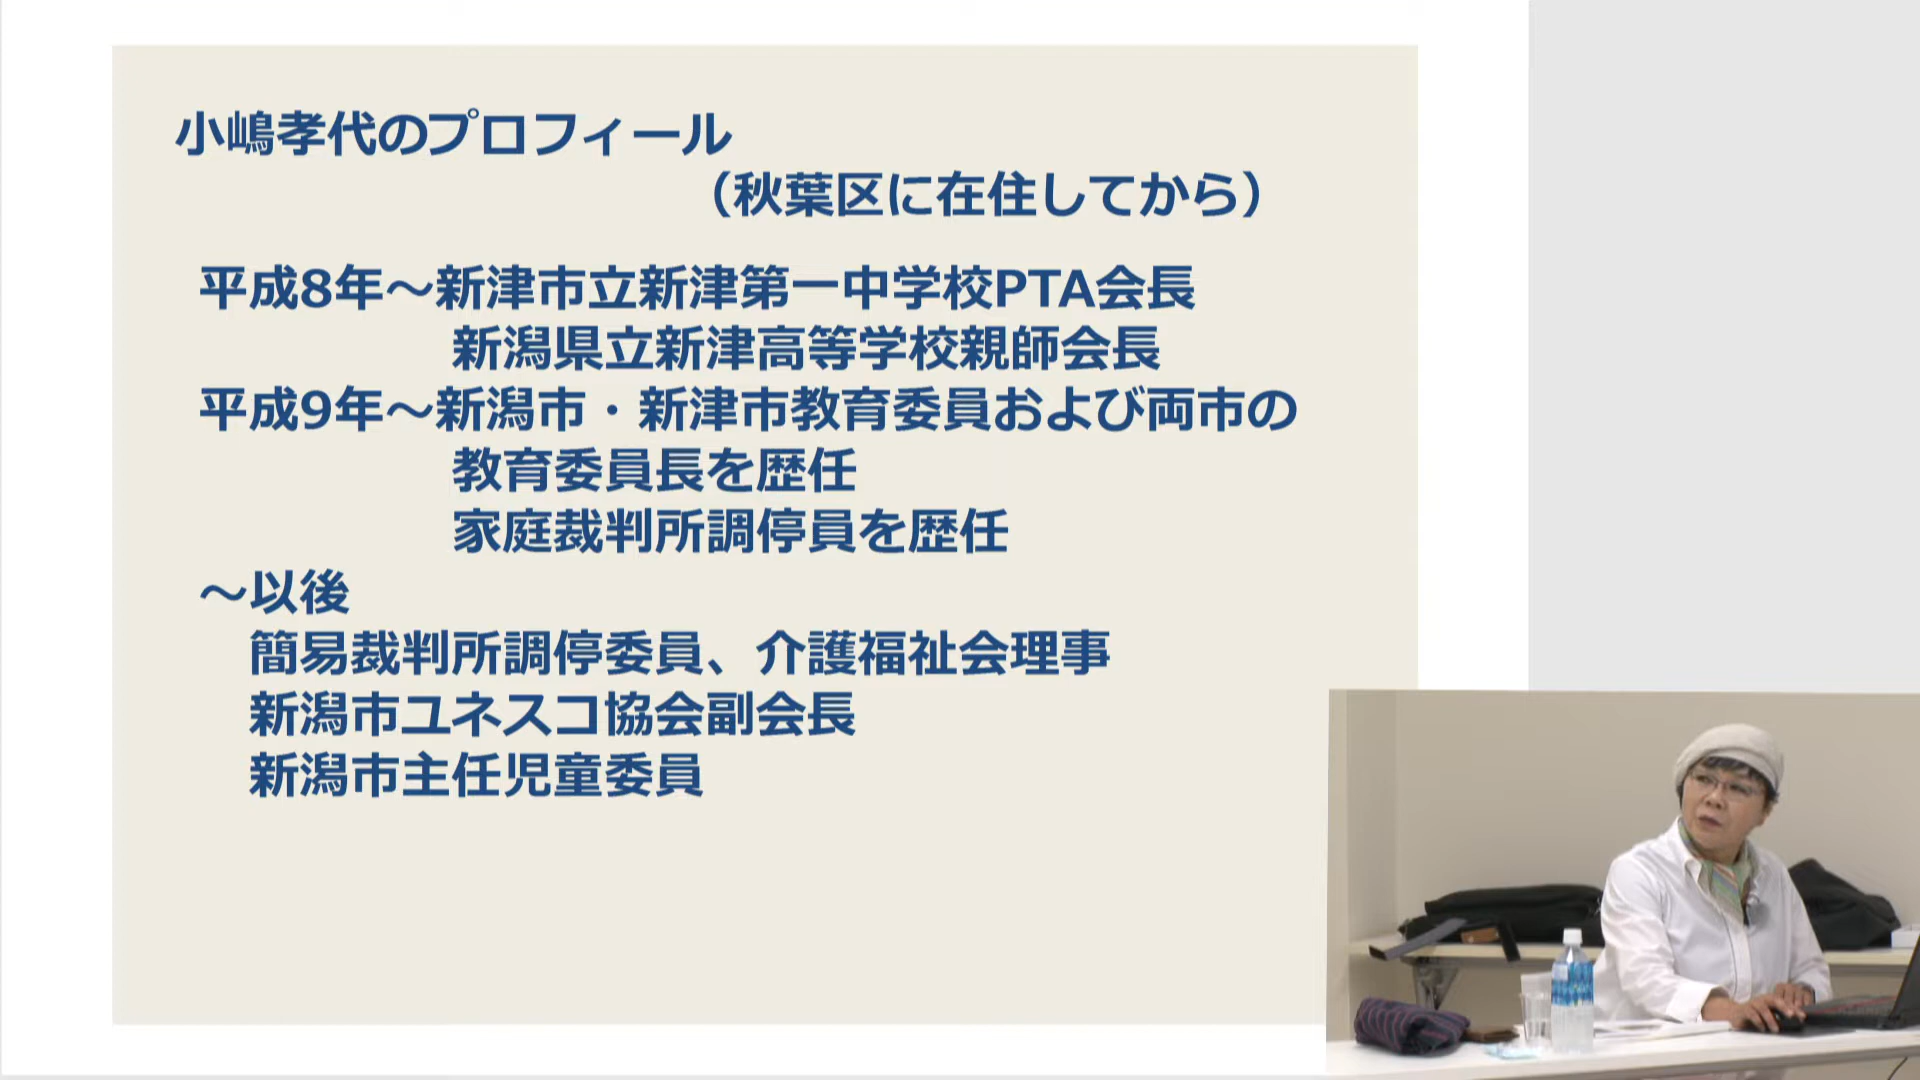 小嶋孝代のプロフィール
（秋葉区に在住してから）
平成8年～新津市立新津第一中学校PTA会長
新潟県立新津高等学校親師会長
平成9年～新潟市・新津市教育委員および両市の
教育委員長を歴任
家庭裁判所調停員を歴任
～以後
簡易裁判所調停委員、介護福祉会理事
新潟市ユネスコ協会副会長
新潟市主任児童委員